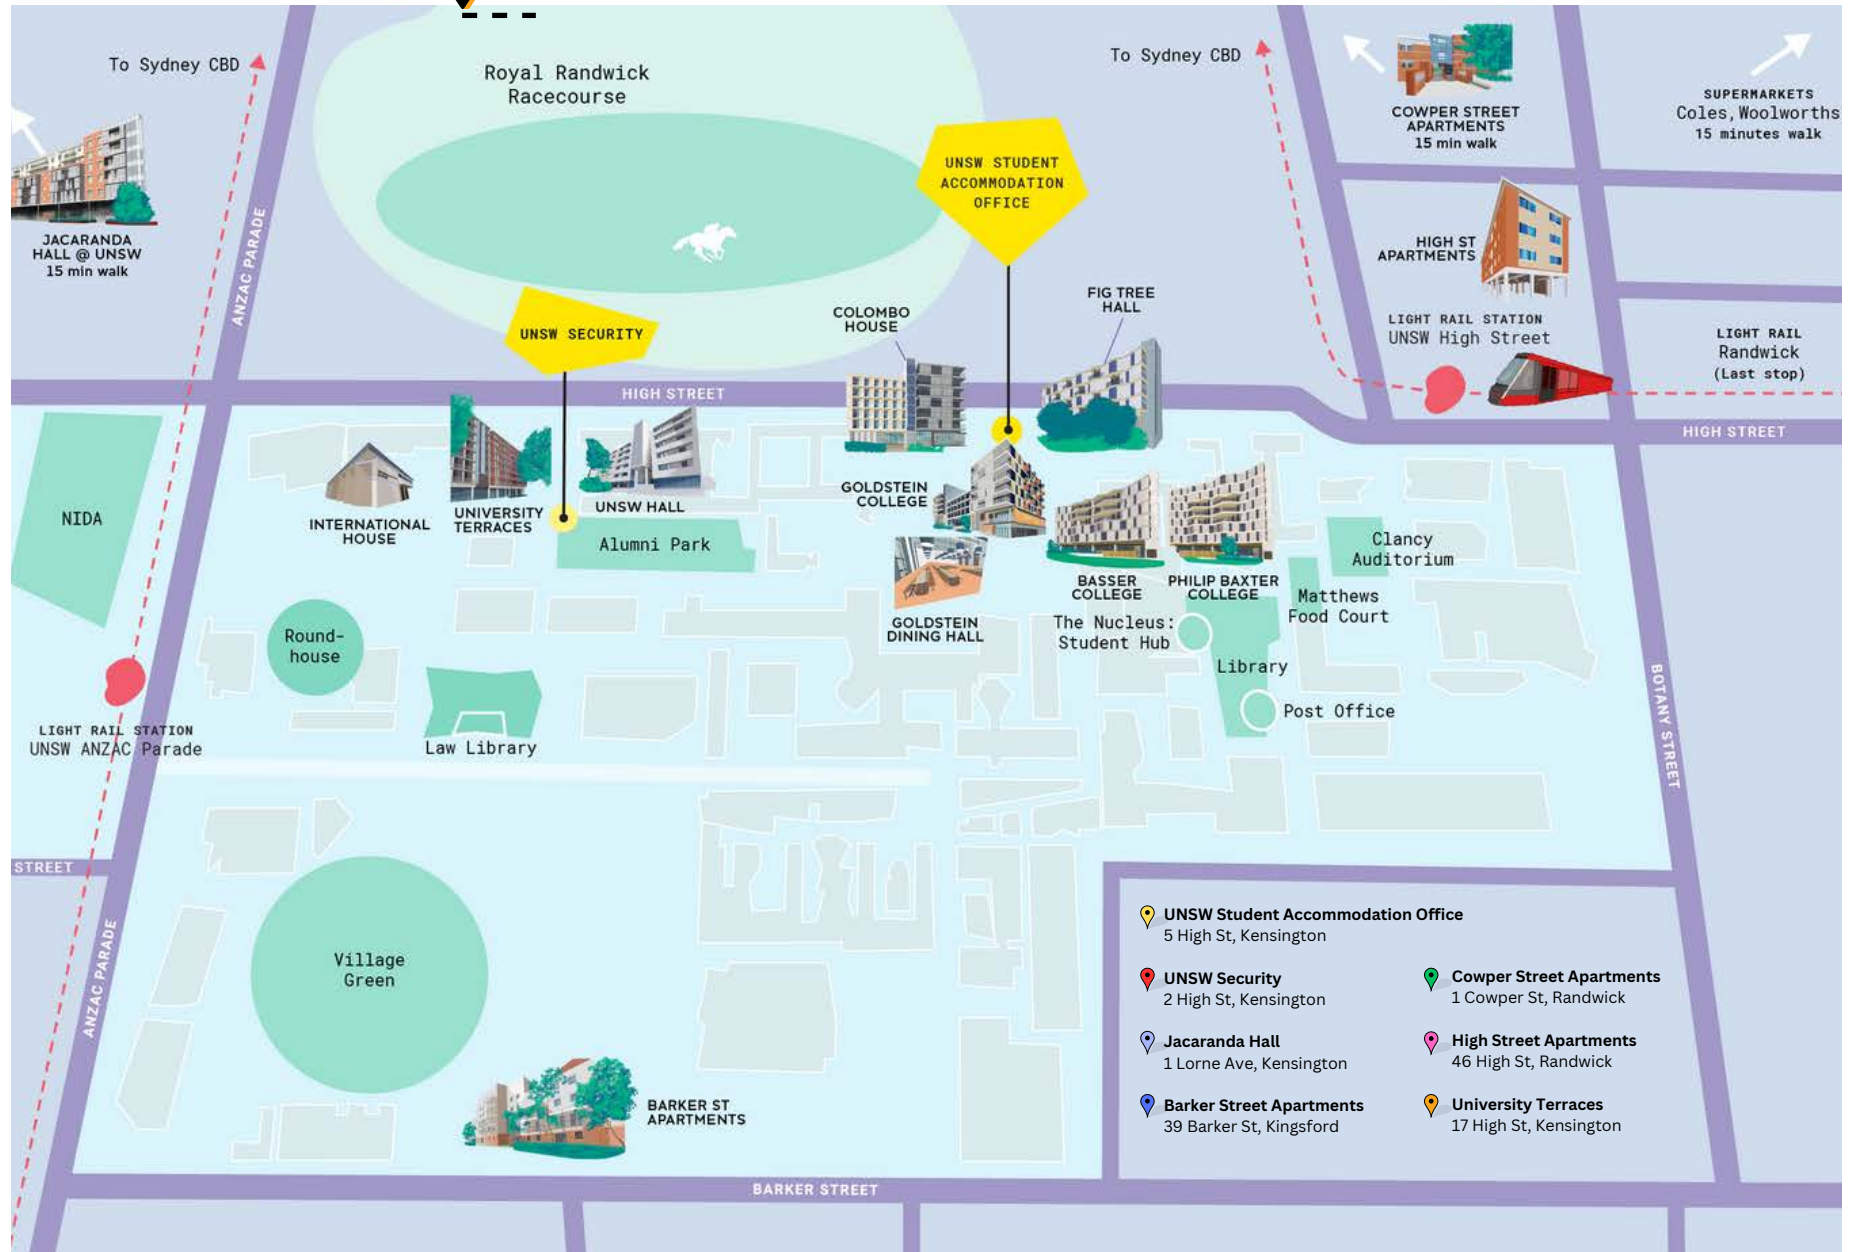 To Sydney CBD
Royal Randwick
Racecourse
To Sydney CBD
COWPER STREET
APARTMENTS
15 min walk
SUPERMARKETS
Coles, Woolworths
15 minutes walk
UNSW STUDENT
ACCOMMODATION
OFFICE
JACARANDA
HALL @ UNSW
15 min walk
ANZAC PARADE
HIGH ST
APARTMENTS
UNSW SECURITY
COLOMBO
HOUSE
FIG TREE
HALL
LIGHT RAIL STATION
UNSW High Street
LIGHT RAIL
Randwick
(Last stop)
HIGH STREET
HIGH STREET
NIDA
INTERNATIONAL
HOUSE
UNIVERSITY
TERRACES
UNSW HALL
Alumni Park
GOLDSTEIN
COLLEGE
GOLDSTEIN
DINING HALL
BASSER
COLLEGE
PHILIP BAXTER
COLLEGE
Clancy
Auditorium
Matthews
Food Court
The Nucleus:
Student Hub
Library
Post Office
Round-
house
Law Library
LIGHT RAIL STATION
UNSW ANZAC Parade
BOTANY STREET
STREET
ANZAC PARADE
Village
Green
BARKER ST
APARTMENTS
BARKER STREET
UNSW Student Accommodation Office
5 High St, Kensington
UNSW Security
2 High St, Kensington
Jacaranda Hall
1 Lorne Ave, Kensington
Barker Street Apartments
39 Barker St, Kingsford
Cowper Street Apartments
1 Cowper St, Randwick
High Street Apartments
46 High St, Randwick
University Terraces
17 High St, Kensington